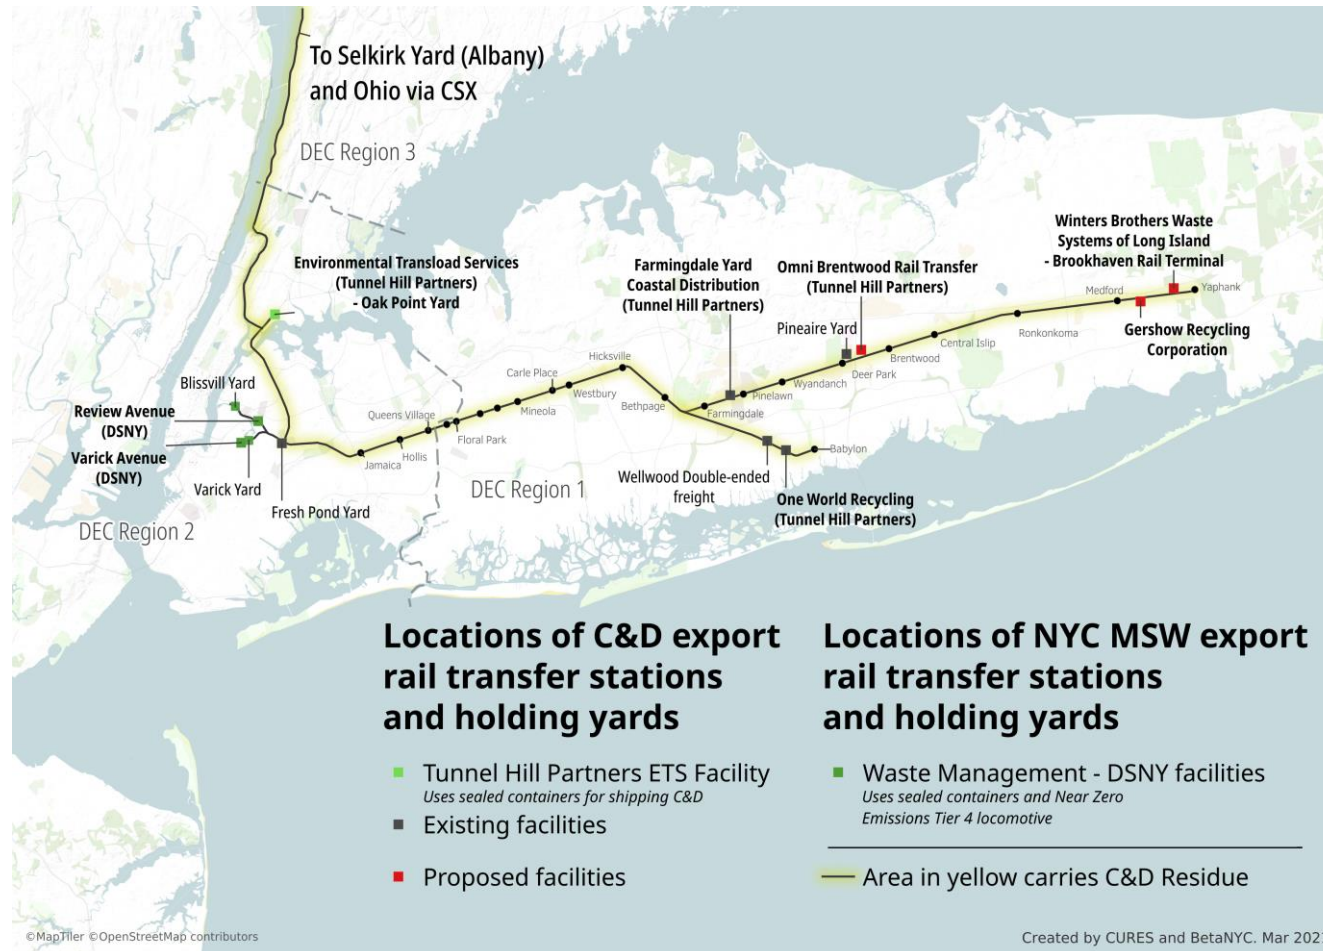 To Selkirk Yard (Albany)
and Ohio via CSX
DEC Region 3
Environmental Transload Services
(Tunnel Hill Partners)
- Oak Point Yard
Farmingdale Yard
Coastal Distribution
(Tunnel Hill Partners)
Omni Brentwood Rail Transfer
(Tunnel Hill Partners)
Winters Brothers Waste
Systems of Long Island
- Brookhaven Rail Terminal
Medford
Yaphank
Pineaire Yard
Gershow Recycling
Corporation
Ronkonkoma
Central Islip
Brentwood
Deer Park
Wyandanch
Pinelawn
Farmingdale
Bethpage
Hicksville
Westbury
Carle Place
Mineola
Floral Park
Queens Village
Hollis
Jamaica
Blissvill Yard
Review Avenue
(DSNY)
Varick Avenue
(DSNY)
Varick Yard
Fresh Pond Yard
DEC Region 2
DEC Region 1
Wellwood Double-ended
freight
Babylon
One World Recycling
(Tunnel Hill Partners)
Locations of C&D export
rail transfer stations
and holding yards
Tunnel Hill Partners ETS Facility
Uses sealed containers for shipping C&D
Existing facilities
Proposed facilities
Locations of NYC MSW export
rail transfer stations
and holding yards
Waste Management - DSNY facilities
Uses sealed containers and Near Zero
Emissions Tier 4 locomotive
Area in yellow carries C&D Residue
©MapTiler ©OpenStreetMap contributors
Created by CURES and BetaNYC. Mar